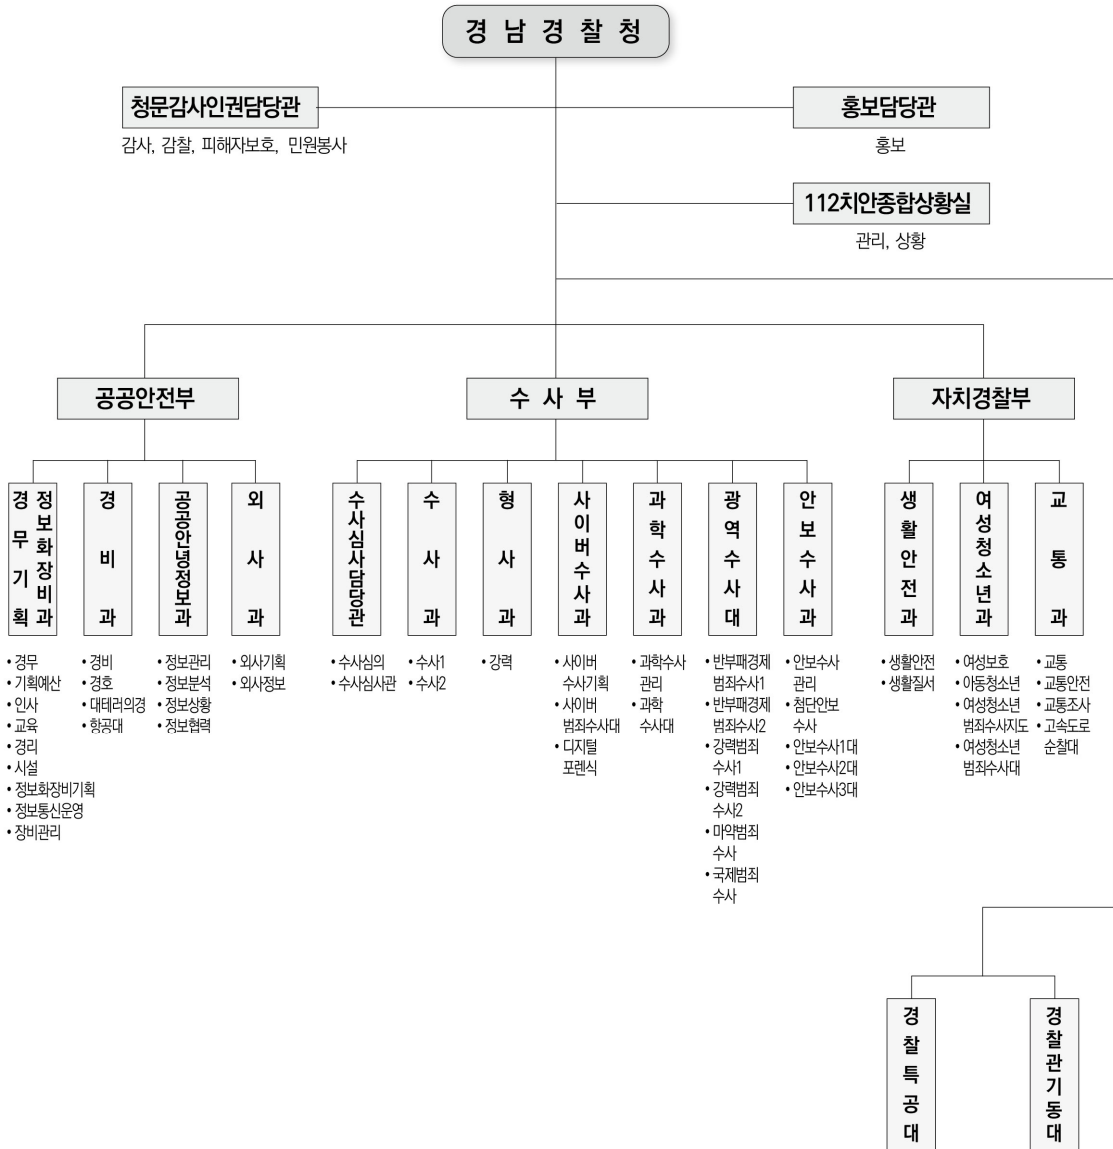 경남경찰청
청문감사인권담당관
감사, 감찰, 피해자보호, 민원봉사
홍보담당관
홍보
112치안종합상황실
관리, 상황
공공안전부
수사부
자치경찰부
경무기획
정보화장비과
• 경무
• 기획예산
• 인사
• 교육
• 경리
• 시설
• 정보화장비기획
• 정보통신운영
• 장비관리
경비과
• 경비
• 경호
• 대테러의경
• 항공대
공공안녕정보과
• 정보관리
• 정보분석
• 정보상황
• 정보협력
외사과
• 외사기획
• 외사정보
수사심사담당관
• 수사심의
• 수사심사관
수사과
• 수사1
• 수사2
형사과
• 강력
사이버수사과
• 사이버
수사기획
• 사이버
범죄수사대
• 디지털
포렌식
과학수사과
• 과학수사
관리
• 과학
수사대
광역수사대
• 반부패경제
범죄수사1
• 반부패경제
범죄수사2
• 강력범죄
수사1
• 강력범죄
수사2
• 마약범죄
수사
• 국제범죄
수사
안보수사과
• 안보수사
관리
• 첨단안보
수사
• 안보수사1대
• 안보수사2대
• 안보수사3대
생활안전과
• 생활안전
• 생활질서
여성청소년과
• 여성보호
• 아동청소년
• 여성청소년
범죄수사지도
• 여성청소년
범죄수사대
교통과
• 교통
• 교통안전
• 교통조사
• 고속도로
순찰대
경찰특공대
경찰관기동대